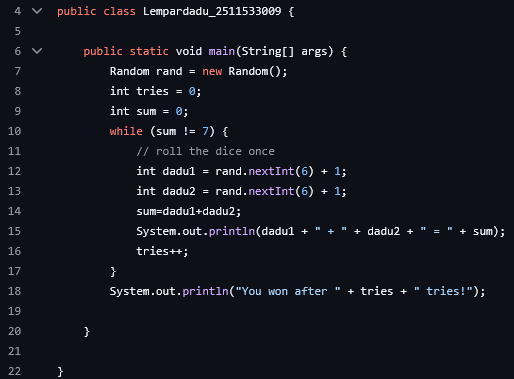 4 public class Lempardadu_2511533009 {
5
6 public static void main(String[] args) {
7 Random rand = new Random();
8 int tries = 0;
9 int sum = 0;
10 while (sum != 7) {
11 // roll the dice once
12 int dadu1 = rand.nextInt(6) + 1;
13 int dadu2 = rand.nextInt(6) + 1;
14 sum=dadu1+dadu2;
15 System.out.println(dadu1 + " + " + dadu2 + " = " + sum);
16 tries++;
17 }
18 System.out.println("You won after " + tries + " tries!");
19
20 }
21
22 }